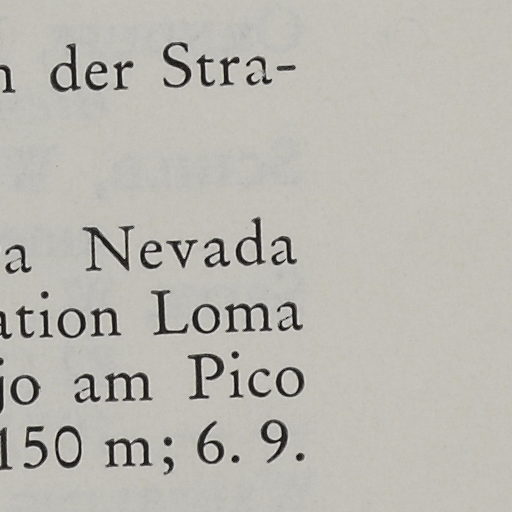 n der Stra-
a Nevada
ation Loma
jo am Pico
150 m; 6. 9.